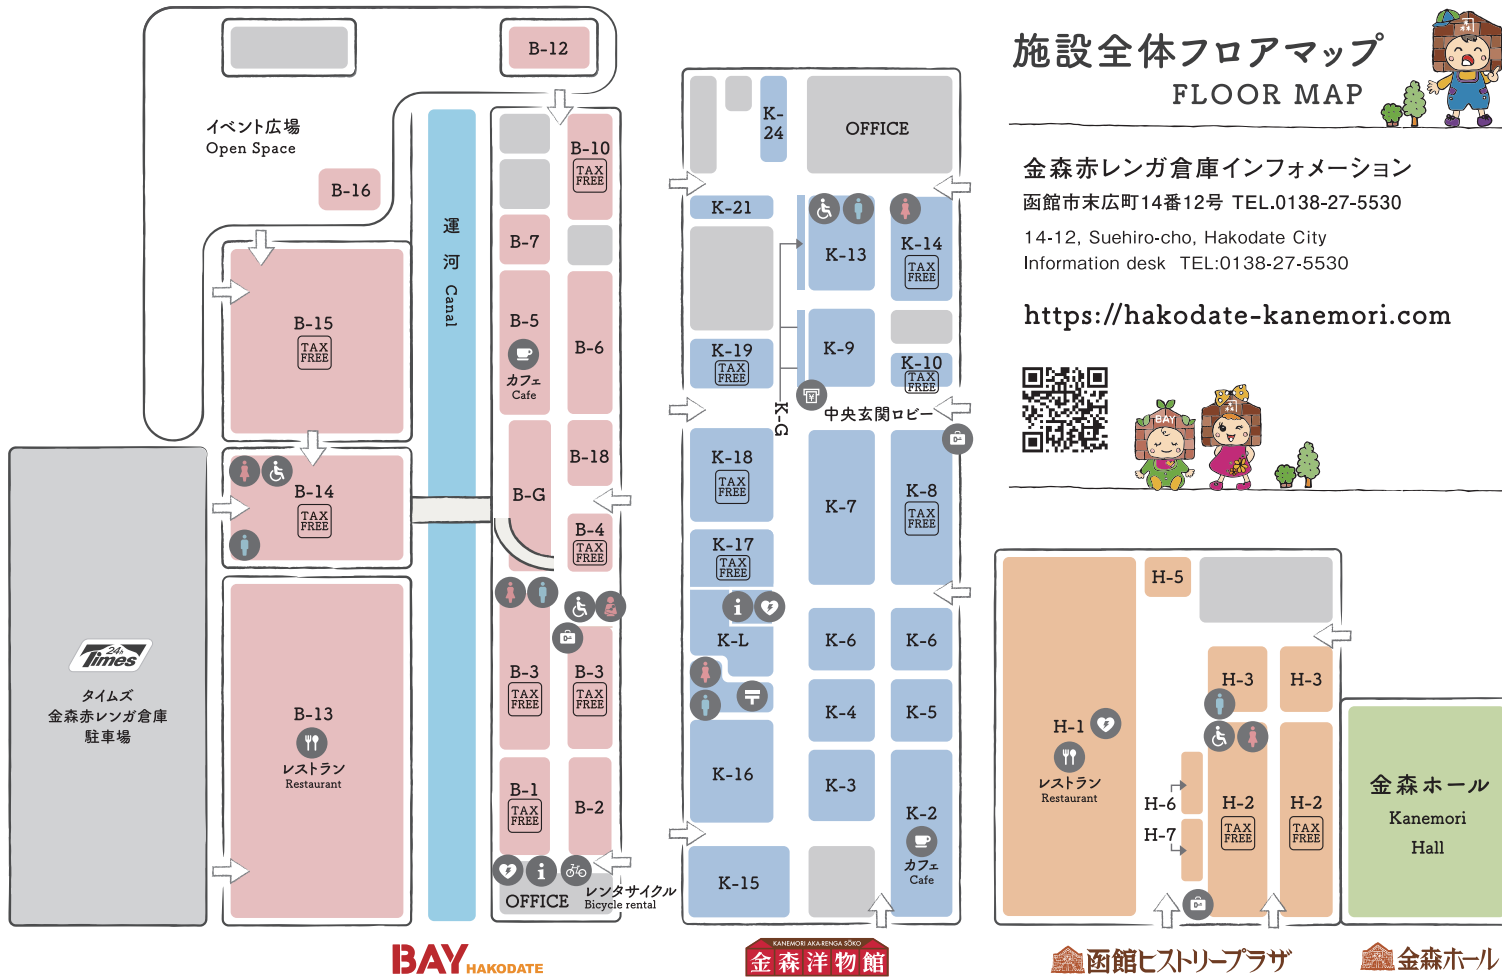 施設全体フロアマップ
FLOOR MAP
金森赤レンガ倉庫インフォメーション
函館市末広町14番12号 TEL.0138-27-5530
14-12, Suehiro-cho, Hakodate City
Information desk TEL:0138-27-5530
https://hakodate-kanemori.com
BAY
B-12
イベント広場
Open Space
B-16
運河 Canal
B-10
TAX FREE
B-7
B-15
TAX FREE
B-5
カフェ
Cafe
B-6
B-18
B-G
B-14
TAX FREE
B-4
TAX FREE
24h
Times
タイムズ
金森赤レンガ倉庫
駐車場
B-13
レストラン
Restaurant
B-3
TAX FREE
B-3
TAX FREE
B-1
TAX FREE
B-2
OFFICE
レンタサイクル
Bicycle rental
BAY HAKODATE
K-24
OFFICE
K-21
K-13
K-14
TAX FREE
K-19
TAX FREE
K-9
K-10
TAX FREE
K-G
中央玄関ロビー
K-18
TAX FREE
K-7
K-8
TAX FREE
K-17
TAX FREE
K-L
K-6
K-6
K-4
K-5
K-16
K-3
K-2
カフェ
Cafe
K-15
KANEMORI AKA-RENGA SŌKO
金森洋物館
H-5
H-1
レストラン
Restaurant
H-3
H-3
H-6
H-7
H-2
TAX FREE
H-2
TAX FREE
金森ホール
Kanemori
Hall
函館ヒストリープラザ
金森ホール